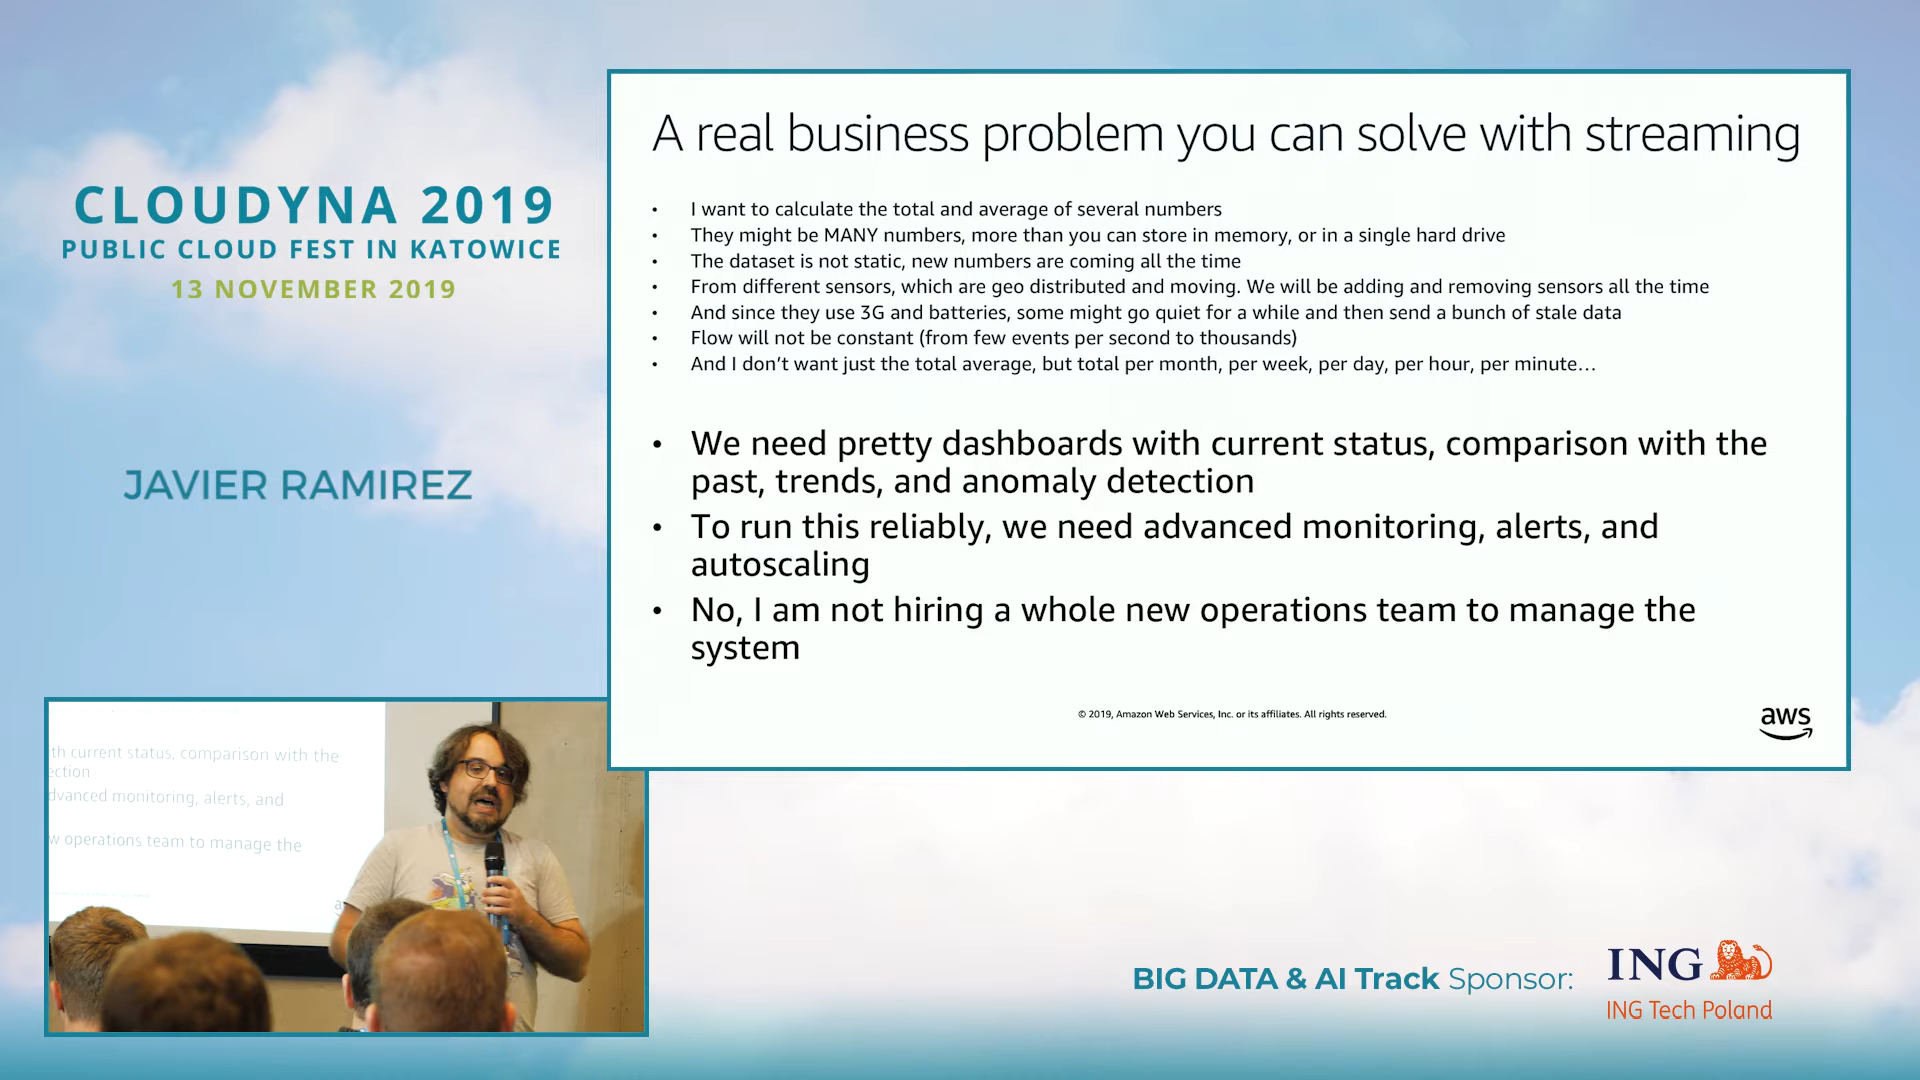 CLOUDYNA 2019
PUBLIC CLOUD FEST IN KATOWICE
13 NOVEMBER 2019
JAVIER RAMIREZ
A real business problem you can solve with streaming
• I want to calculate the total and average of several numbers
• They might be MANY numbers, more than you can store in memory, or in a single hard drive
• The dataset is not static, new numbers are coming all the time
• From different sensors, which are geo distributed and moving. We will be adding and removing sensors all the time
• And since they use 3G and batteries, some might go quiet for a while and then send a bunch of stale data
• Flow will not be constant (from few events per second to thousands)
• And I don’t want just the total average, but total per month, per week, per day, per hour, per minute…
• We need pretty dashboards with current status, comparison with the
past, trends, and anomaly detection
• To run this reliably, we need advanced monitoring, alerts, and
autoscaling
• No, I am not hiring a whole new operations team to manage the
system
© 2019, Amazon Web Services, Inc. or its affiliates. All rights reserved.
aws
th current status, comparison with the
ection
dvanced monitoring, alerts, and
w operations team to manage the
BIG DATA & AI Track Sponsor:
ING
ING Tech Poland